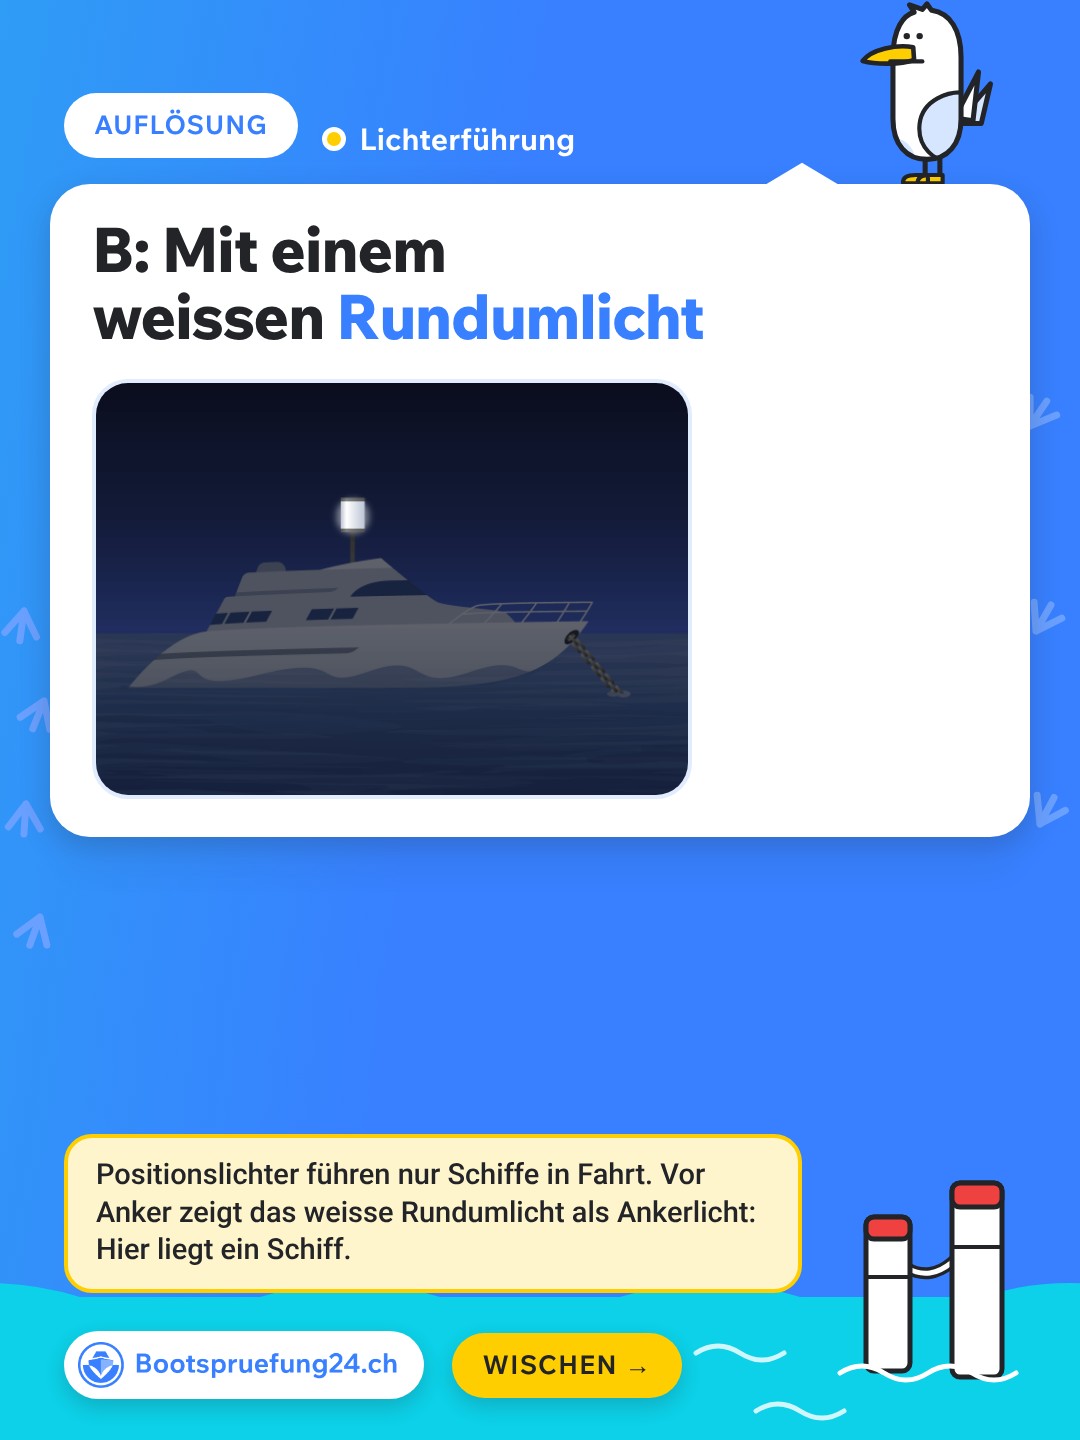 AUFLÖSUNG
Lichterführung
B: Mit einem
weissen Rundumlicht
Positionslichter führen nur Schiffe in Fahrt. Vor
Anker zeigt das weisse Rundumlicht als Ankerlicht:
Hier liegt ein Schiff.
Bootspruefung24.ch
WISCHEN →